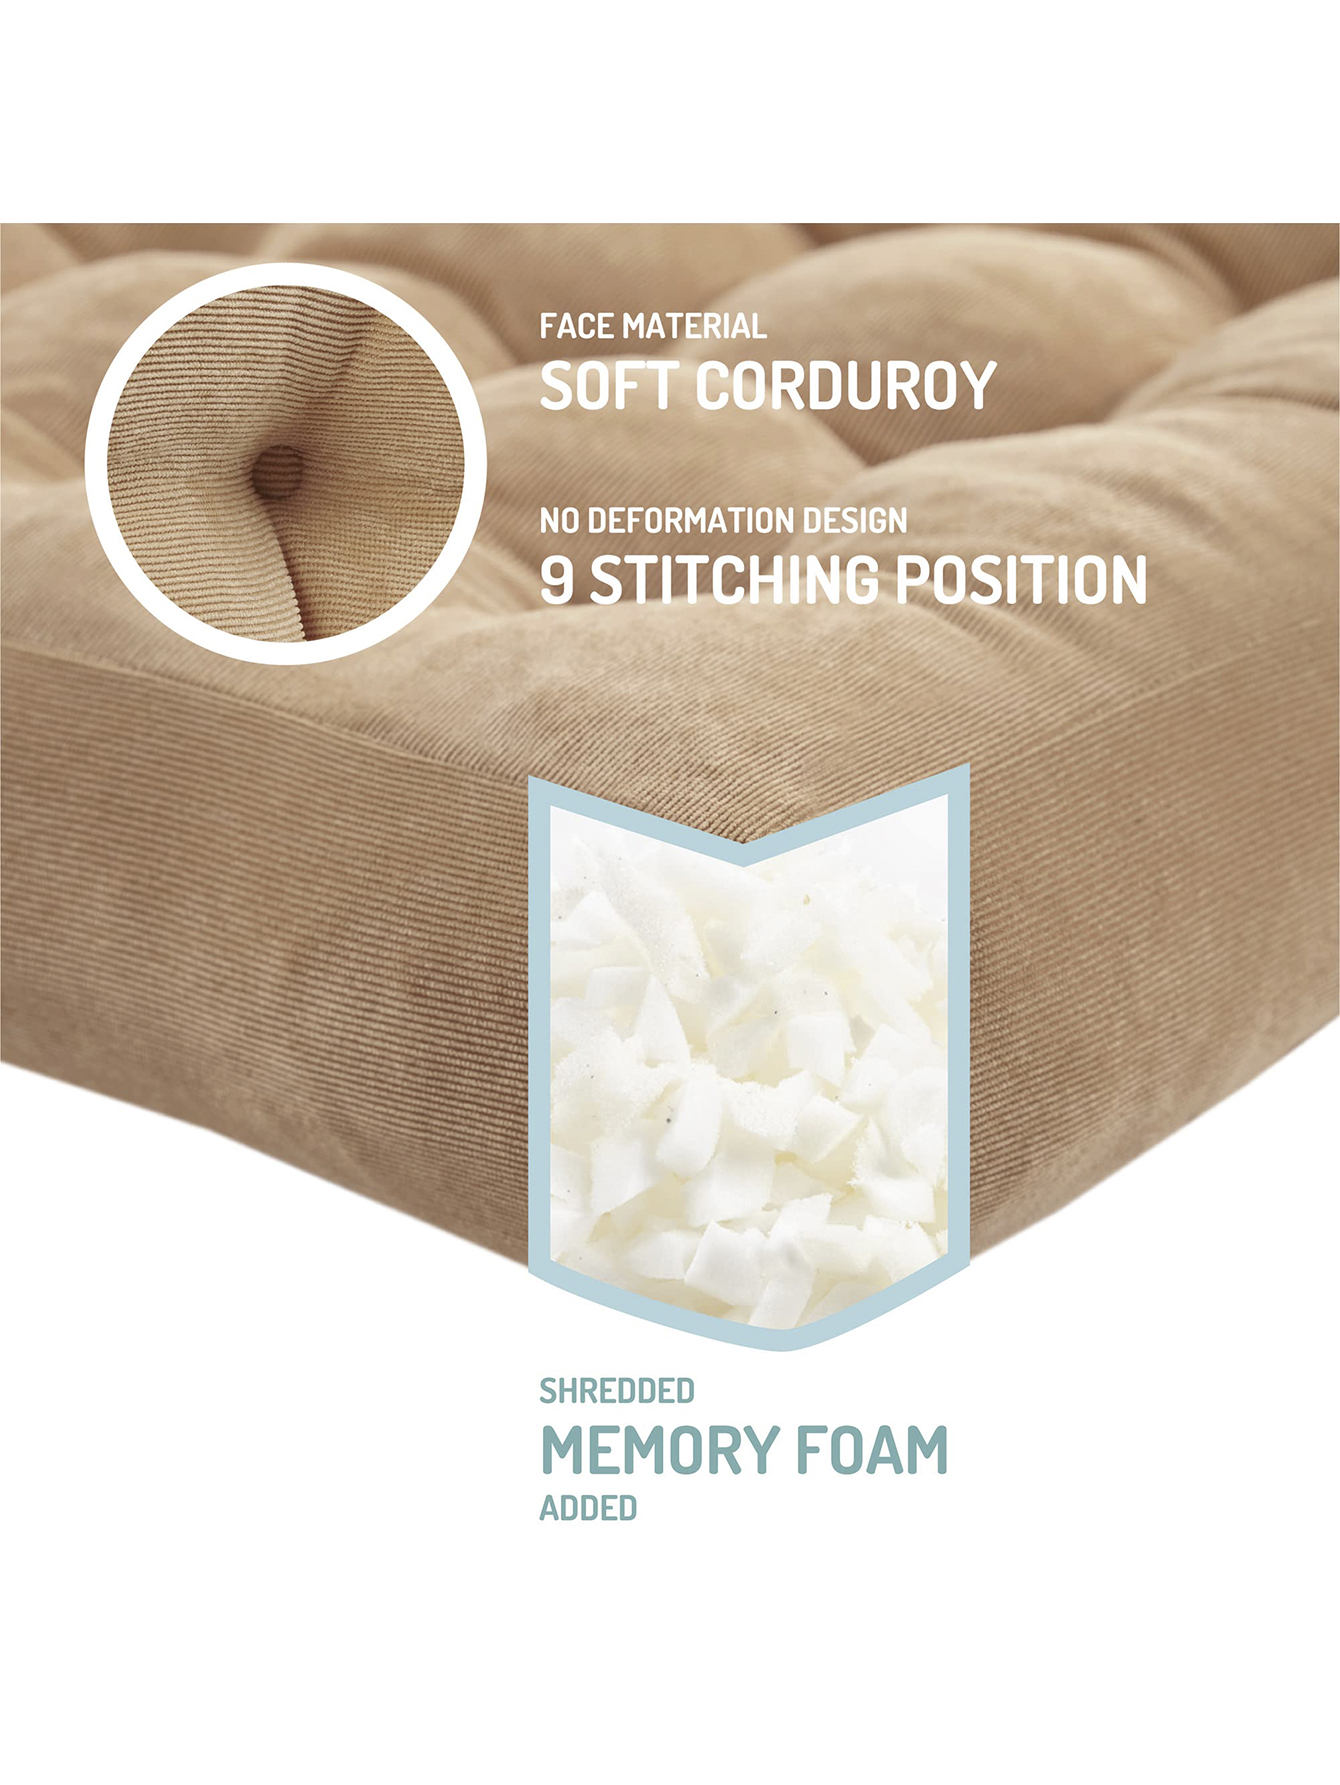 FACE MATERIAL
SOFT CORDUROY
NO DEFORMATION DESIGN
9 STITCHING POSITION
SHREDDED
MEMORY FOAM
ADDED